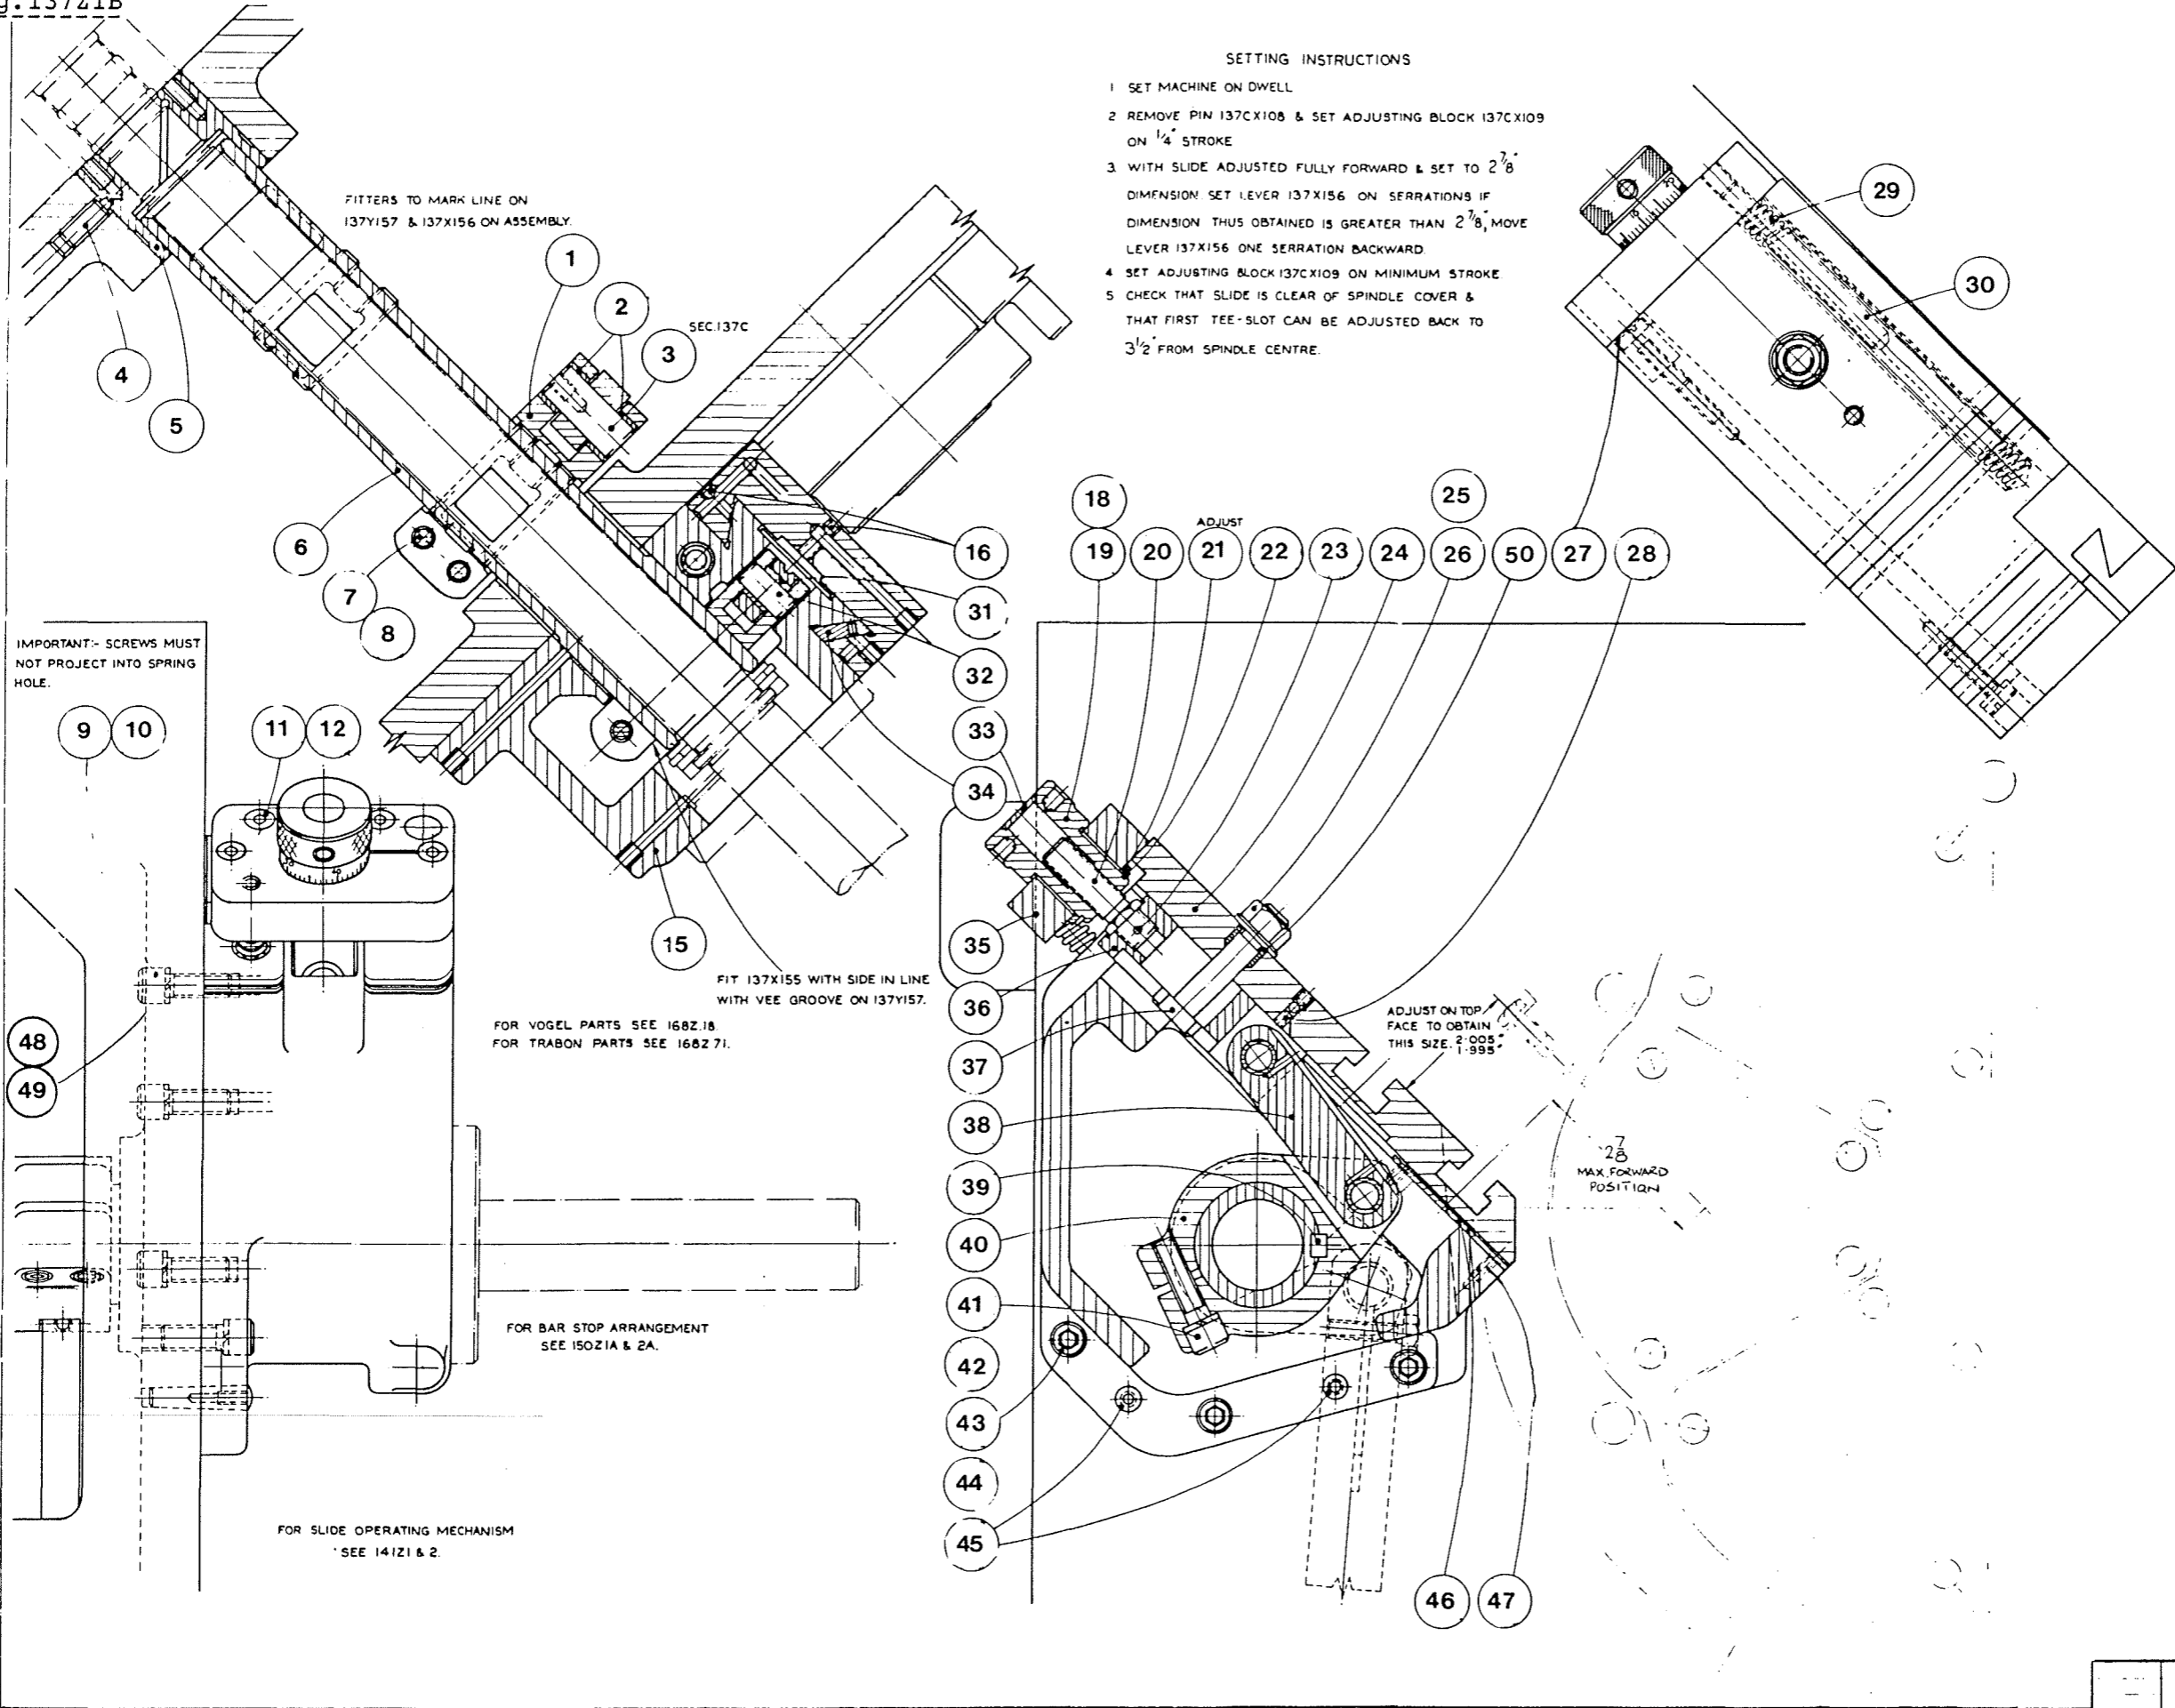 g.137Z1B
SETTING INSTRUCTIONS
1 SET MACHINE ON DWELL
2 REMOVE PIN 137CX108 & SET ADJUSTING BLOCK 137CX109
ON 1/4" STROKE
3 WITH SLIDE ADJUSTED FULLY FORWARD & SET TO 2 7/8"
DIMENSION SET LEVER 137X156 ON SERRATIONS IF
DIMENSION THUS OBTAINED IS GREATER THAN 2 7/8", MOVE
LEVER 137X156 ONE SERRATION BACKWARD.
4 SET ADJUSTING BLOCK 137CX109 ON MINIMUM STROKE
5 CHECK THAT SLIDE IS CLEAR OF SPINDLE COVER &
THAT FIRST TEE-SLOT CAN BE ADJUSTED BACK TO
3 1/2" FROM SPINDLE CENTRE.
FITTERS TO MARK LINE ON
137Y157 & 137X156 ON ASSEMBLY.
1
2
SEC.137C
3
4
5
6
7
8
29
30
18
25
ADJUST
16
19 20 21 22 23 24 26 50 27 28
31
32
33
34
IMPORTANT:- SCREWS MUST
NOT PROJECT INTO SPRING
HOLE.
9 10
11 12
15
35
36
37
38
39
40
41
42
43
44
45
46 47
48
49
FIT 137X155 WITH SIDE IN LINE
WITH VEE GROOVE ON 137Y157.
FOR VOGEL PARTS SEE 168Z.18.
FOR TRABON PARTS SEE 168Z 71.
ADJUST ON TOP
FACE TO OBTAIN
THIS SIZE. 2·005"
1·995"
2 7/8
MAX. FORWARD
POSITION
FOR BAR STOP ARRANGEMENT
SEE 150Z1A & 2A.
FOR SLIDE OPERATING MECHANISM
SEE 141Z1 & 2.